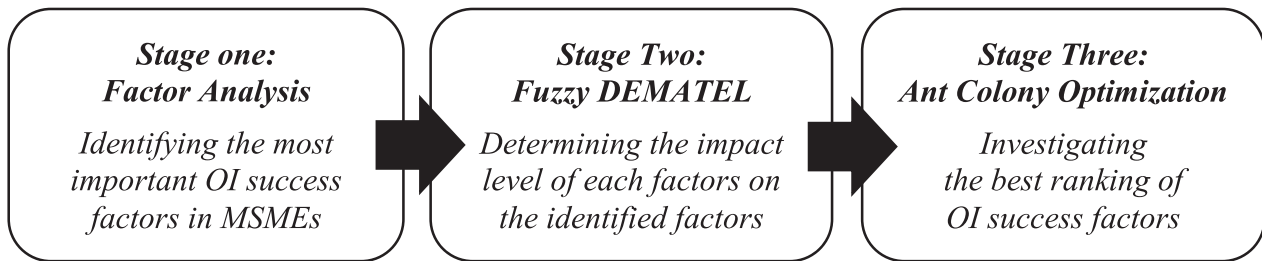 Stage one:
Factor Analysis
Identifying the most
important OI success
factors in MSMEs
Stage Two:
Fuzzy DEMATEL
Determining the impact
level of each factors on
the identified factors
Stage Three:
Ant Colony Optimization
Investigating
the best ranking of
OI success factors